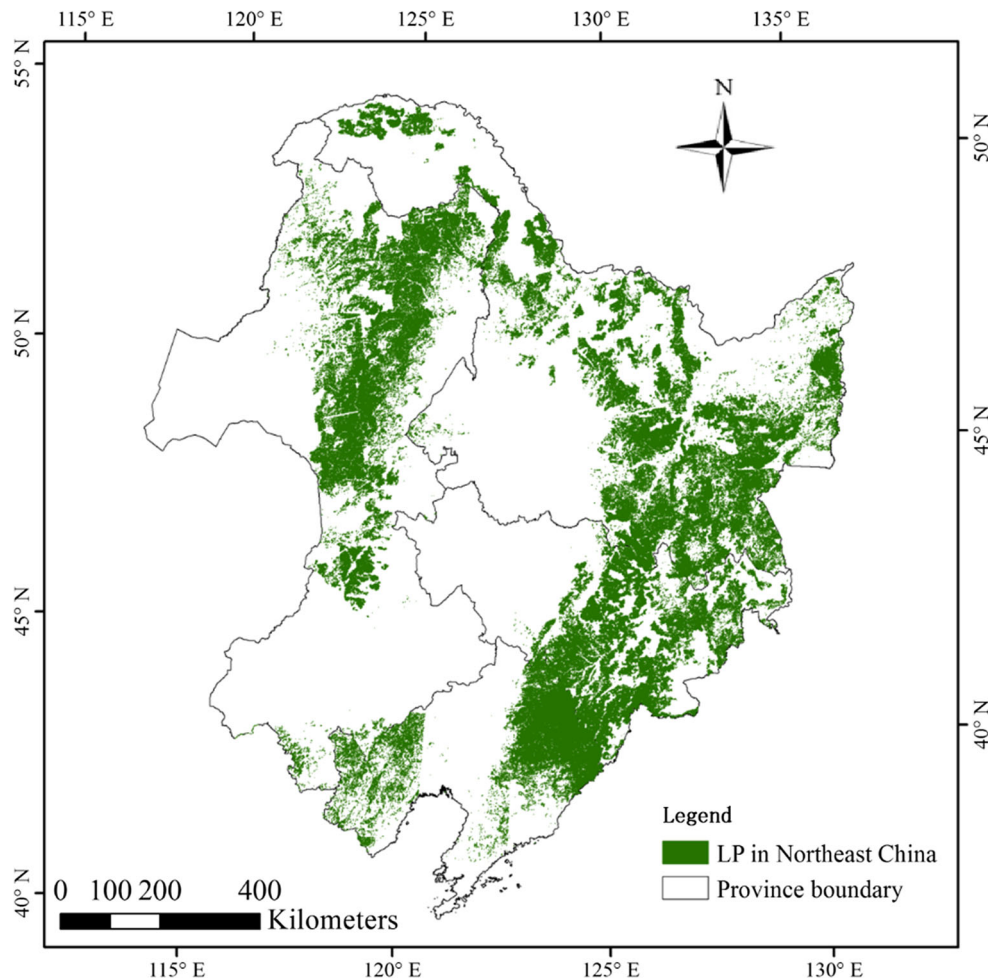 115° E 120° E 125° E 130° E 135° E
55° N
50° N
45° N
40° N
50° N
45° N
40° N
N
Legend
LP in Northeast China
Province boundary
0 100 200 400
Kilometers
115° E 120° E 125° E 130° E